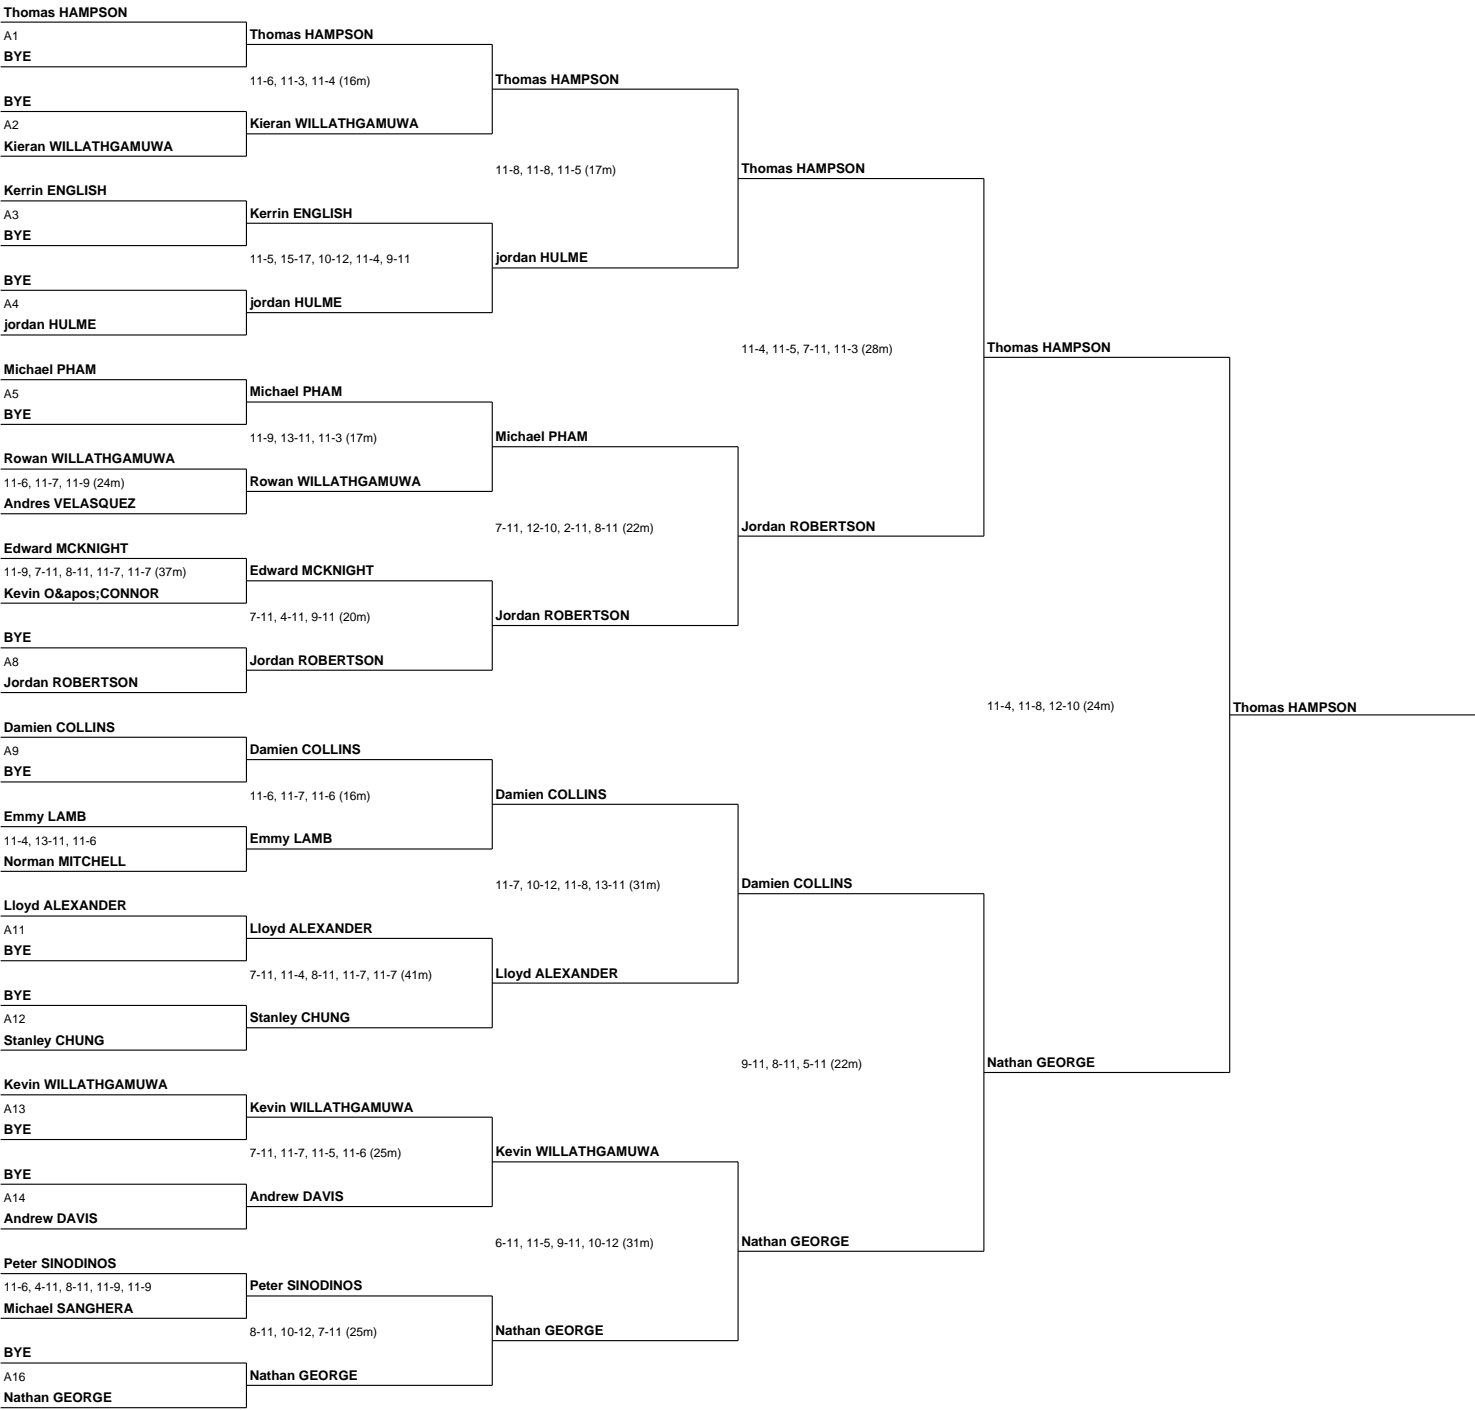 Thomas HAMPSON
A1
BYE
Thomas HAMPSON
11-6, 11-3, 11-4 (16m)
Thomas HAMPSON
BYE
A2
Kieran WILLATHGAMUWA
Kieran WILLATHGAMUWA
11-8, 11-8, 11-5 (17m)
Thomas HAMPSON
Kerrin ENGLISH
A3
BYE
Kerrin ENGLISH
11-5, 15-17, 10-12, 11-4, 9-11
jordan HULME
BYE
A4
jordan HULME
jordan HULME
11-4, 11-5, 7-11, 11-3 (28m)
Thomas HAMPSON
Michael PHAM
A5
BYE
Michael PHAM
11-9, 13-11, 11-3 (17m)
Michael PHAM
Rowan WILLATHGAMUWA
11-6, 11-7, 11-9 (24m)
Andres VELASQUEZ
Rowan WILLATHGAMUWA
7-11, 12-10, 2-11, 8-11 (22m)
Jordan ROBERTSON
Edward MCKNIGHT
11-9, 7-11, 8-11, 11-7, 11-7 (37m)
Kevin O&apos;CONNOR
Edward MCKNIGHT
7-11, 4-11, 9-11 (20m)
Jordan ROBERTSON
BYE
A8
Jordan ROBERTSON
Jordan ROBERTSON
11-4, 11-8, 12-10 (24m)
Thomas HAMPSON
Damien COLLINS
A9
BYE
Damien COLLINS
11-6, 11-7, 11-6 (16m)
Damien COLLINS
Emmy LAMB
11-4, 13-11, 11-6
Norman MITCHELL
Emmy LAMB
11-7, 10-12, 11-8, 13-11 (31m)
Damien COLLINS
Lloyd ALEXANDER
A11
BYE
Lloyd ALEXANDER
7-11, 11-4, 8-11, 11-7, 11-7 (41m)
Lloyd ALEXANDER
BYE
A12
Stanley CHUNG
Stanley CHUNG
9-11, 8-11, 5-11 (22m)
Nathan GEORGE
Kevin WILLATHGAMUWA
A13
BYE
Kevin WILLATHGAMUWA
7-11, 11-7, 11-5, 11-6 (25m)
Kevin WILLATHGAMUWA
BYE
A14
Andrew DAVIS
Andrew DAVIS
6-11, 11-5, 9-11, 10-12 (31m)
Nathan GEORGE
Peter SINODINOS
11-6, 4-11, 8-11, 11-9, 11-9
Michael SANGHERA
Peter SINODINOS
8-11, 10-12, 7-11 (25m)
Nathan GEORGE
BYE
A16
Nathan GEORGE
Nathan GEORGE